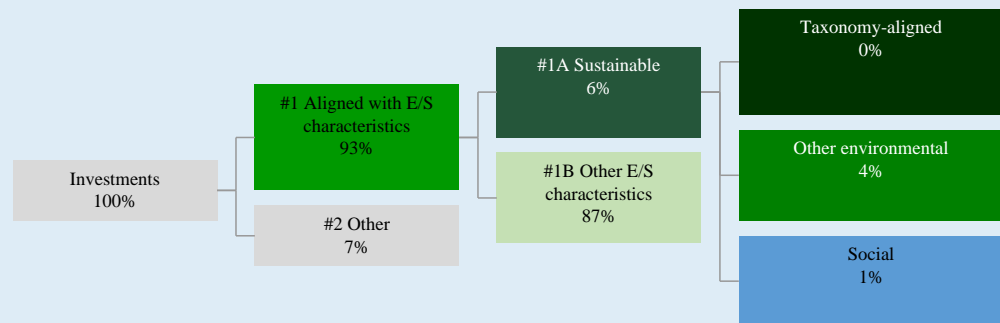 Investments
100%
#1 Aligned with E/S
characteristics
93%
#2 Other
7%
#1A Sustainable
6%
#1B Other E/S
characteristics
87%
Taxonomy-aligned
0%
Other environmental
4%
Social
1%